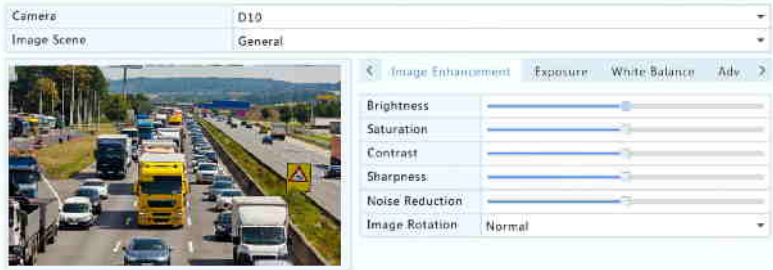 Camera D10
Image Scene General
< Image Enhancement Exposure White Balance Adv >
Brightness
Saturation
Contrast
Sharpness
Noise Reduction
Image Rotation Normal